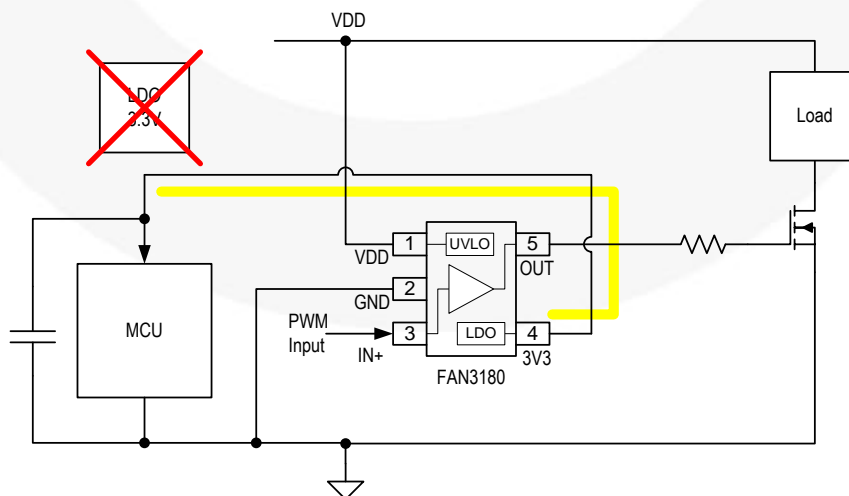 VDD
LDO
3.3V
Load
1
UVLO
5
VDD
OUT
2
GND
MCU
PWM
Input
3
IN+
LDO
4
3V3
FAN3180